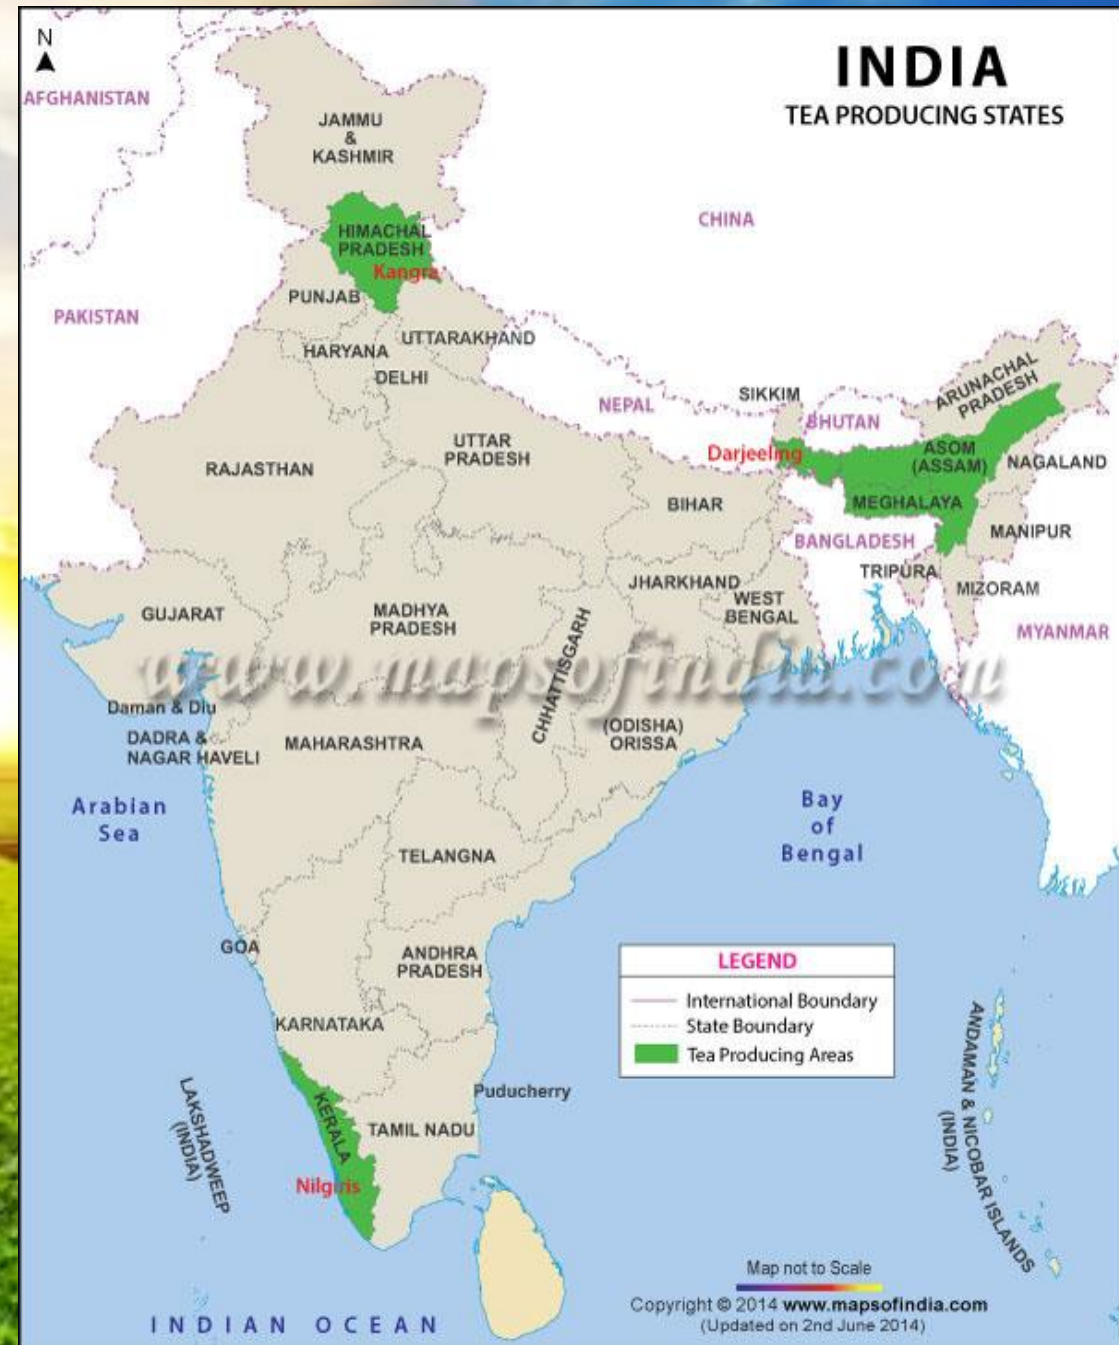 N
INDIA
TEA PRODUCING STATES
AFGHANISTAN
JAMMU
&
KASHMIR
CHINA
HIMACHAL
PRADESH
Kangra
PUNJAB
PAKISTAN
UTTARAKHAND
HARYANA
DELHI
NEPAL
SIKKIM
BHUTAN
ARUNACHAL
PRADESH
RAJASTHAN
UTTAR
PRADESH
Darjeeling
ASOM
(ASSAM)
NAGALAND
BIHAR
MEGHALAYA
MANIPUR
BANGLADESH
TRIPURA
MIZORAM
JHARKHAND
WEST
BENGAL
GUJARAT
MADHYA
PRADESH
MYANMAR
CHHATTISGARH
www.mapsofindia.com
Daman & Diu
DADRA &
NAGAR HAVELI
MAHARASHTRA
(ODISHA)
ORISSA
Arabian
Sea
Bay
of
Bengal
TELANGNA
GOA
ANDHRA
PRADESH
LEGEND
International Boundary
State Boundary
Tea Producing Areas
KARNATAKA
Puducherry
LAKSHADWEEP
(INDIA)
KERALA
TAMIL NADU
Nilgiris
ANDAMAN & NICOBAR ISLANDS
(INDIA)
Map not to Scale
Copyright © 2014 www.mapsofindia.com
(Updated on 2nd June 2014)
INDIAN OCEAN